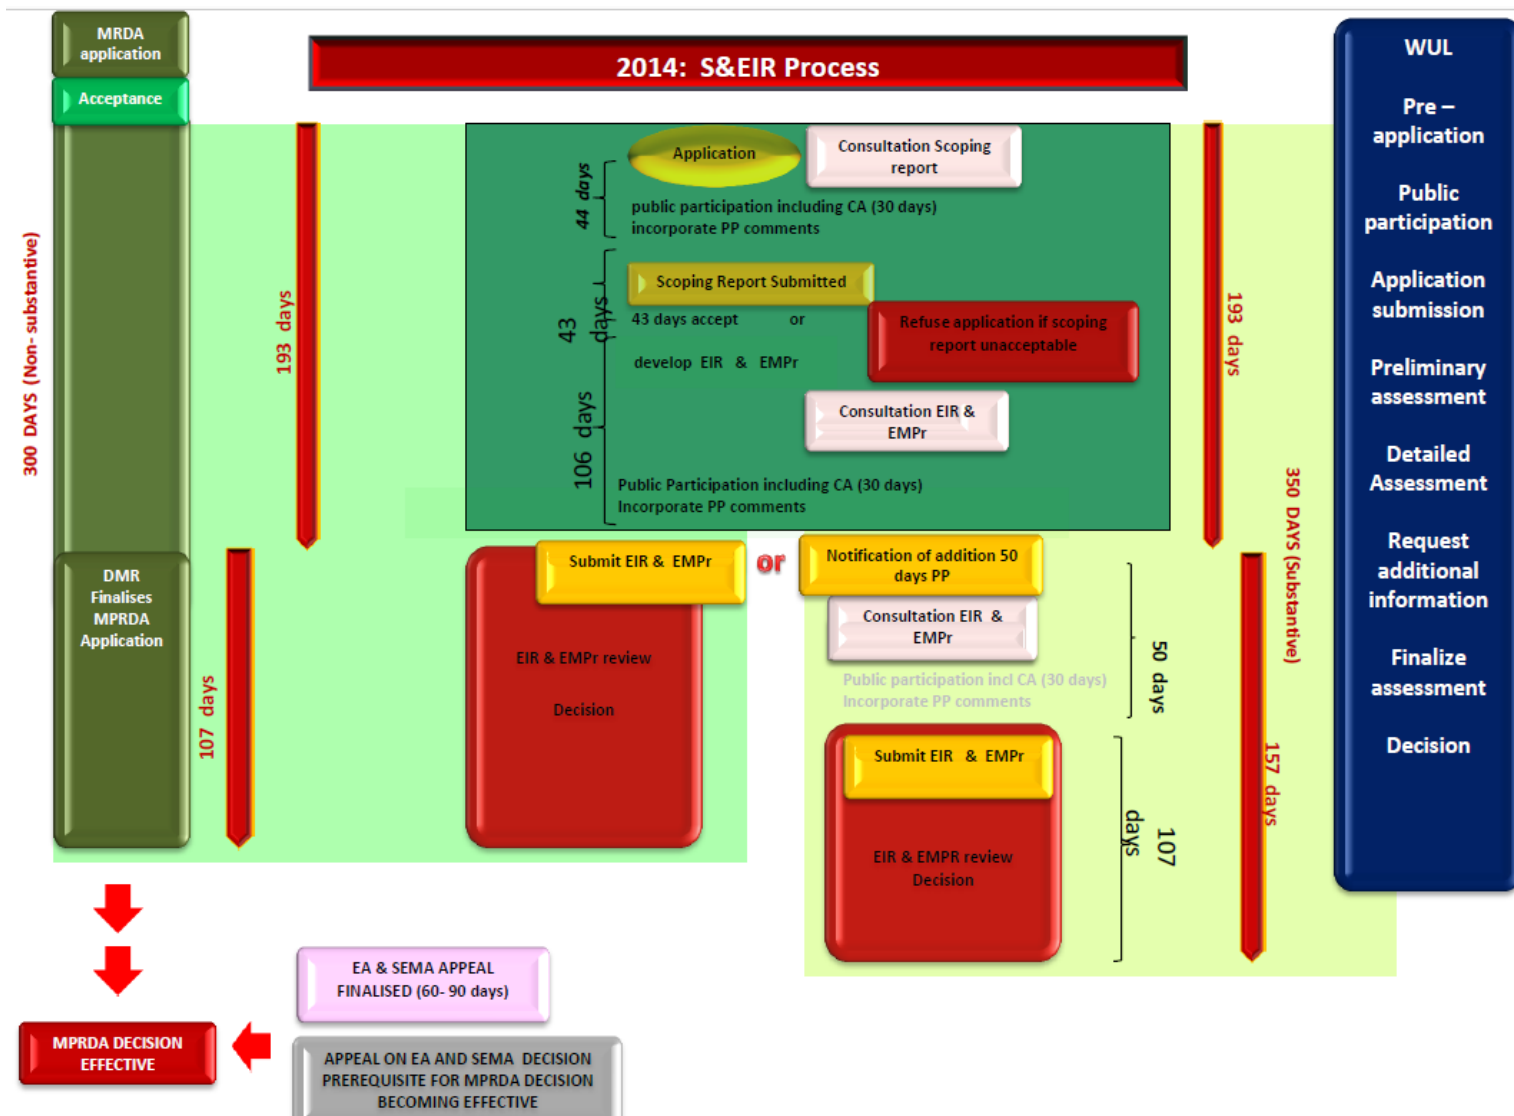 MRDA
application
Acceptance
2014:  S&EIR Process
WUL
Pre –
application
Public
participation
Application
submission
Preliminary
assessment
Detailed
Assessment
Request
additional
information
Finalize
assessment
Decision
300 DAYS (Non- substantive)
193 days
44 days
Application
Consultation Scoping
report
public participation including CA (30 days)
incorporate PP comments
43
days
Scoping Report Submitted
43 days accept or
Refuse application if scoping
report unacceptable
develop EIR & EMPr
106 days
Consultation EIR &
EMPr
Public Participation including CA (30 days)
Incorporate PP comments
193 days
350 DAYS (Substantive)
DMR
Finalises
MPRDA
Application
107 days
Submit EIR & EMPr
or
Notification of addition 50
days PP
EIR & EMPr review
Decision
Consultation EIR &
EMPr
Public participation incl CA (30 days)
Incorporate PP comments
50 days
Submit EIR & EMPr
EIR & EMPR review
Decision
107
days
157 days
EA & SEMA APPEAL
FINALISED (60- 90 days)
MPRDA DECISION
EFFECTIVE
APPEAL ON EA AND SEMA DECISION
PREREQUISITE FOR MPRDA DECISION
BECOMING EFFECTIVE